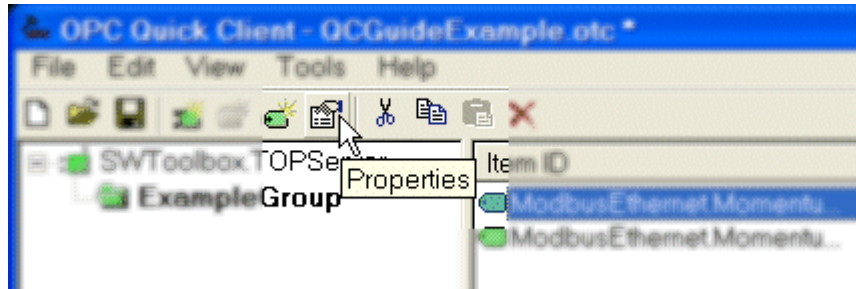 OPC Quick Client - QCGuideExample.otc *
File Edit View Tools Help
SWToolbox.TOPServer
Item ID
Properties
ExampleGroup
ModbusEthernet.Momentu...
ModbusEthernet.Momentu...